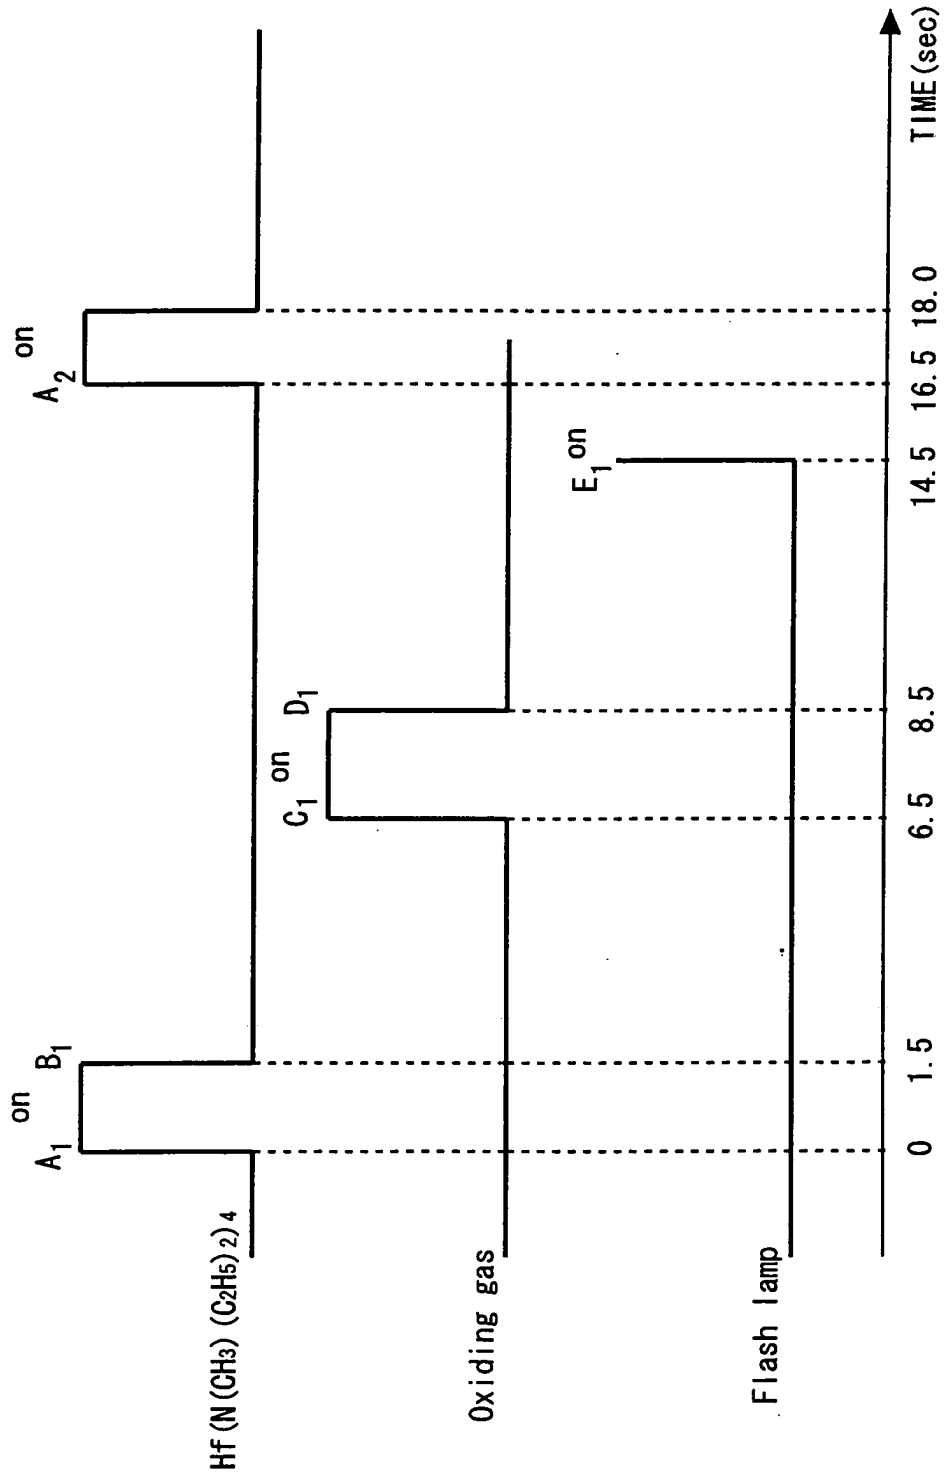 A1 on B1
A2 on
Hf(N(CH3)(C2H5)2)4
C1 on D1
Oxiding gas
E1 on
Flash lamp
0 1.5 6.5 8.5 14.5 16.5 18.0 TIME(sec)